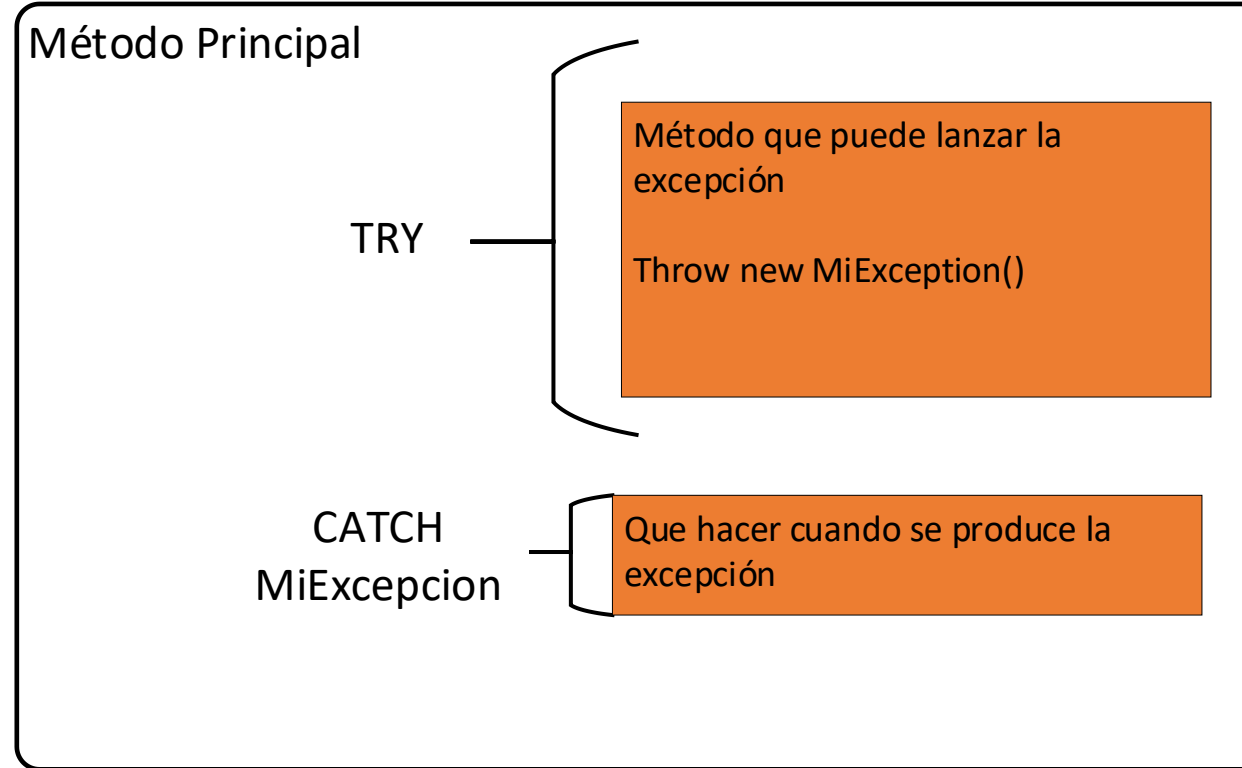 Método Principal
Método que puede lanzar la
excepción
TRY
Throw new MiException()
CATCH
MiExcepcion
Que hacer cuando se produce la
excepción